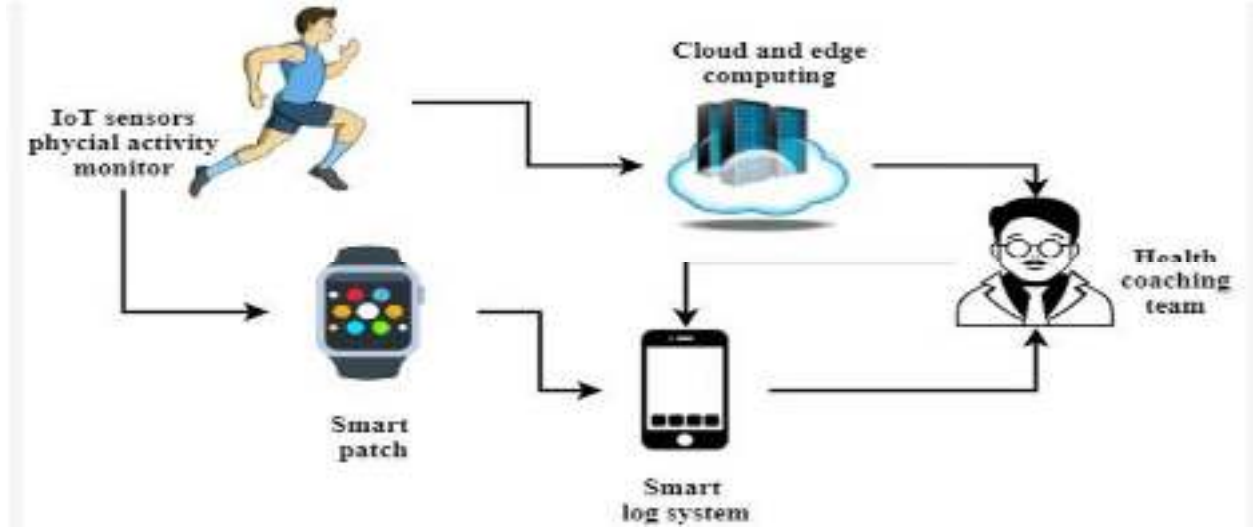 Cloud and edge
computing
IoT sensors
phycial activity
monitor
Health
coaching
team
Smart
patch
Smart
log system